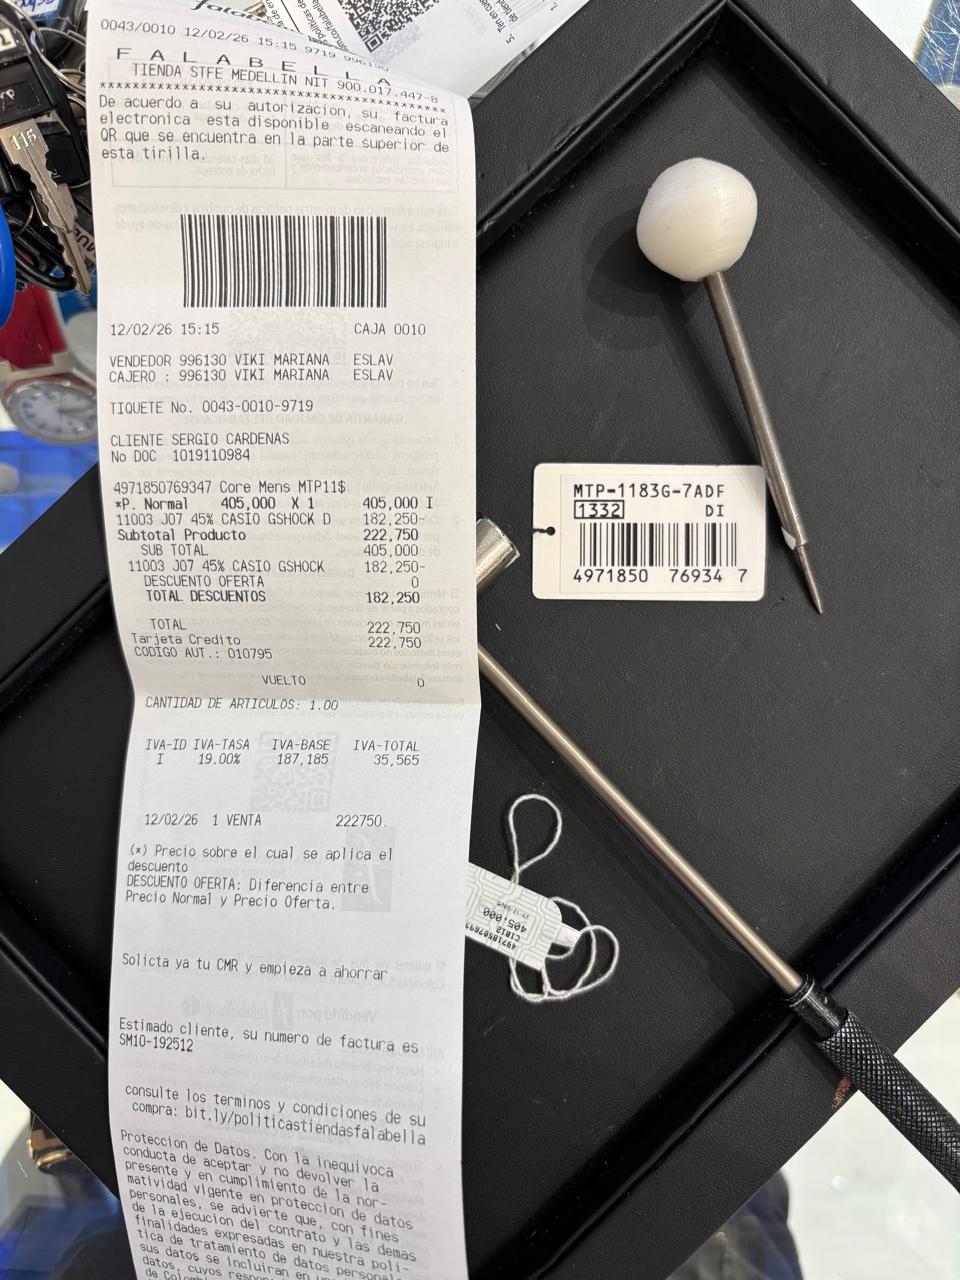 0043/0010 12/02/26 15:15 9719 996130
F A L A B E L L A
TIENDA STFE MEDELLIN NIT 900.017.447-8
****************************************
De acuerdo a su autorizacion, su factura
electronica esta disponible escaneando el
QR que se encuentra en la parte superior de
esta tirilla.
12/02/26 15:15 CAJA 0010
VENDEDOR 996130 VIKI MARIANA ESLAV
CAJERO : 996130 VIKI MARIANA ESLAV
TIQUETE No. 0043-0010-9719
CLIENTE SERGIO CARDENAS
No DOC 1019110984
4971850769347 Core Mens MTP11$
*P. Normal 405,000 X 1 405,000 I
11003 J07 45% CASIO GSHOCK D 182,250-
Subtotal Producto 222,750
SUB TOTAL 405,000
11003 J07 45% CASIO GSHOCK 182,250-
DESCUENTO OFERTA 0
TOTAL DESCUENTOS 182,250
TOTAL 222,750
Tarjeta Credito 222,750
CODIGO AUT.: 010795
VUELTO 0
CANTIDAD DE ARTICULOS: 1.00
IVA-ID IVA-TASA IVA-BASE IVA-TOTAL
I 19.00% 187,185 35,565
12/02/26 1 VENTA 222750.
(*) Precio sobre el cual se aplica el
descuento
DESCUENTO OFERTA: Diferencia entre
Precio Normal y Precio Oferta.
Solicta ya tu CMR y empieza a ahorrar
Estimado cliente, su numero de factura es
SM10-192512
consulte los terminos y condiciones de su
compra: bit.ly/politicastiendasfalabella
Proteccion de Datos. Con la inequivoca
conducta de aceptar y no devolver la
presente y en cumplimiento de la nor-
matividad vigente en proteccion de datos
personales, se advierte que, con fines
de la ejecucion del contrato y las demas
finalidades expresadas en nuestra poli-
tica de tratamiento de datos personal
sus datos se incluiran en un
datos, cuyos
de Colombia
MTP-1183G-7ADF
1332 DI
4971850 76934 7
C1012
405.000
29-12-2025
115